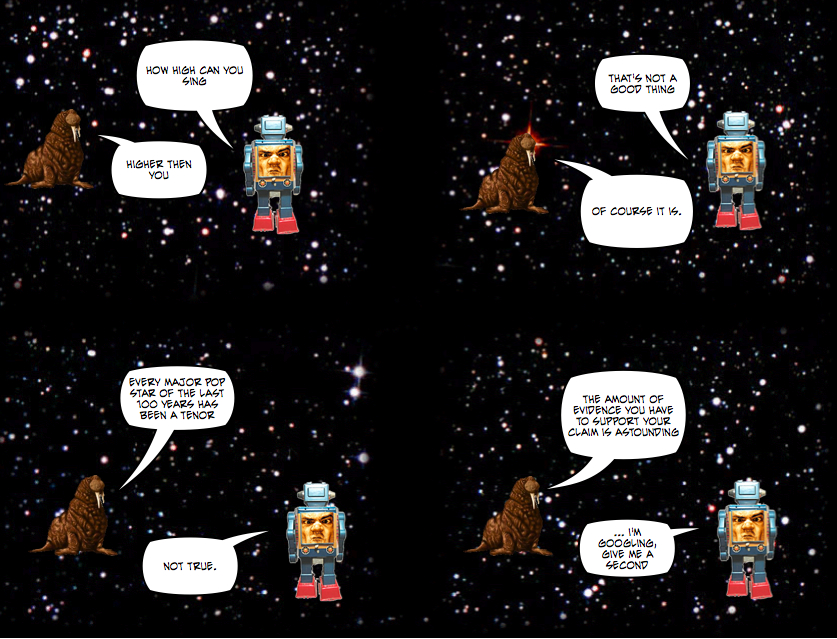 HOW HIGH CAN YOU
SING
HIGHER THEN
YOU
THAT'S NOT A
GOOD THING
OF COURSE IT IS.
EVERY MAJOR POP
STAR OF THE LAST
100 YEARS HAS
BEEN A TENOR
NOT TRUE.
THE AMOUNT OF
EVIDENCE YOU HAVE
TO SUPPORT YOUR
CLAIM IS ASTOUNDING
... I'M
GOOGLING,
GIVE ME A
SECOND